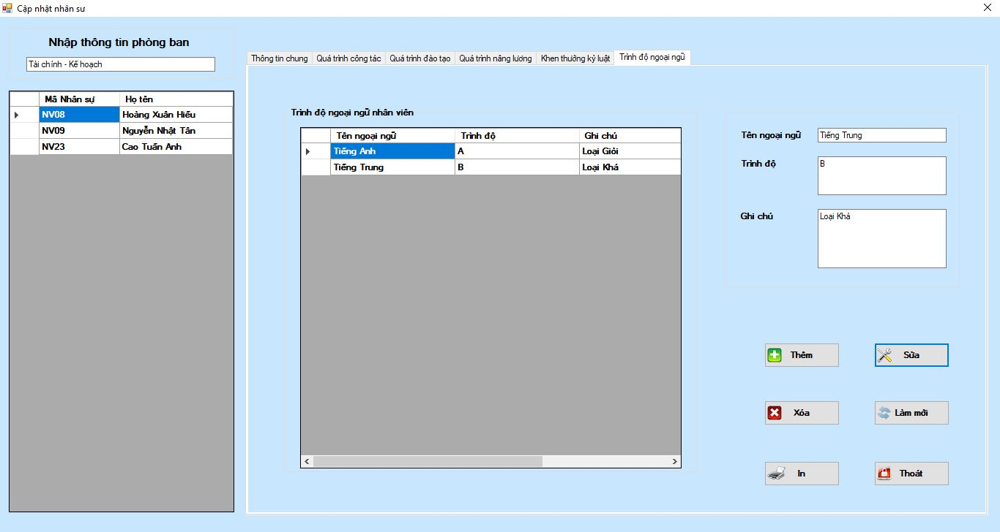 Cập nhật nhân sự
Nhập thông tin phòng ban
Tài chính - Kế hoạch
Mã Nhân sự Họ tên
NV08 Hoàng Xuân Hiếu
NV09 Nguyễn Nhật Tân
NV23 Cao Tuấn Anh
Thông tin chung Quá trình công tác Quá trình đào tạo Quá trình nâng lương Khen thưởng kỷ luật Trình độ ngoại ngữ
Trình độ ngoại ngữ nhân viên
Tên ngoại ngữ Trình độ Ghi chú
Tiếng Anh A Loại Giỏi
Tiếng Trung B Loại Khá
Tên ngoại ngữ Tiếng Trung
Trình độ B
Ghi chú Loại Khá
Thêm Sửa
Xóa Làm mới
In Thoát